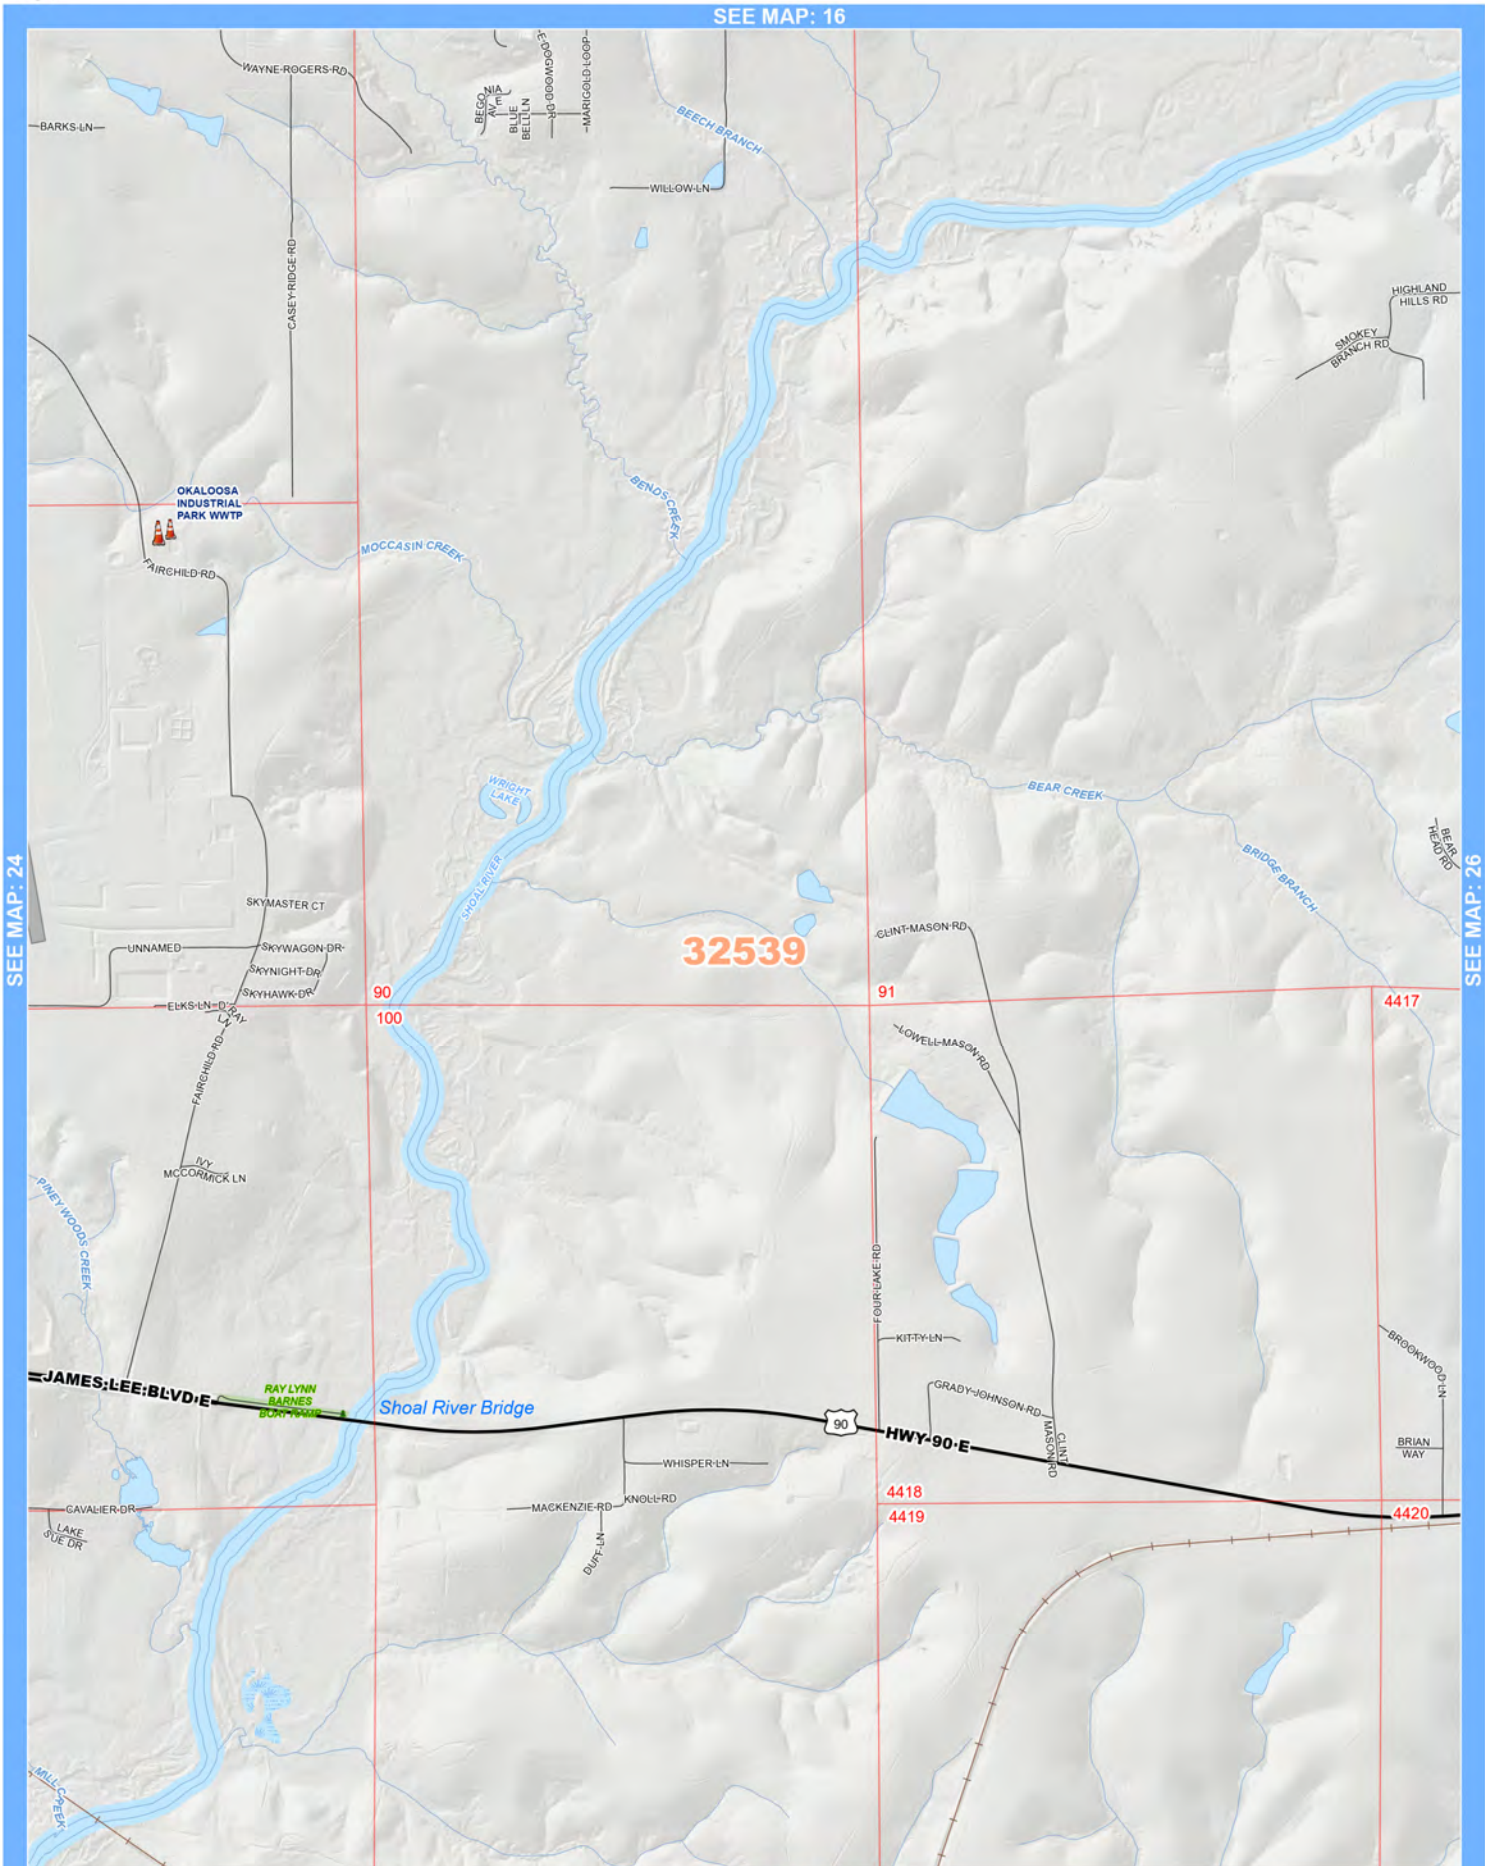 SEE MAP: 16
WAYNE ROGERS RD
E DOGWOOD DR
MARIGOLD LOOP
BEGO
NIA
AV
E
BLUE
BELL LN
BEECH BRANCH
BARKS LN
WILLOW LN
CASEY RIDGE RD
HIGHLAND
HILLS RD
SMOKEY
BRANCH RD
BENDS CREEK
OKALOOSA
INDUSTRIAL
PARK WWTP
MOCCASIN CREEK
FAIRCHILD RD
WRIGHT
LAKE
BEAR CREEK
BEAR
HEAD RD
BRIDGE BRANCH
SEE MAP: 24
SEE MAP: 26
SHOAL RIVER
SKYMASTER CT
CLINT MASON RD
32539
UNNAMED
SKYWAGON DR
SKYNIGHT DR
SKYHAWK DR
90
91
4417
ELKS LN
D'RAY
LN
100
LOWELL MASON RD
FAIRCHILD RD
IVY
MCCORMICK LN
PINEY WOODS CREEK
FOUR LAKE RD
KITTY LN
BROOKWOOD LN
JAMES LEE BLVD E
RAY LYNN
BARNES
BOAT RAMP
Shoal River Bridge
GRADY JOHNSON RD
90
HWY 90 E
CLINT
MASON RD
BRIAN
WAY
WHISPER LN
KNOLL RD
MACKENZIE RD
4418
4419
4420
CAVALIER DR
LAKE
SUE DR
DUFF LN
MILL CREEK